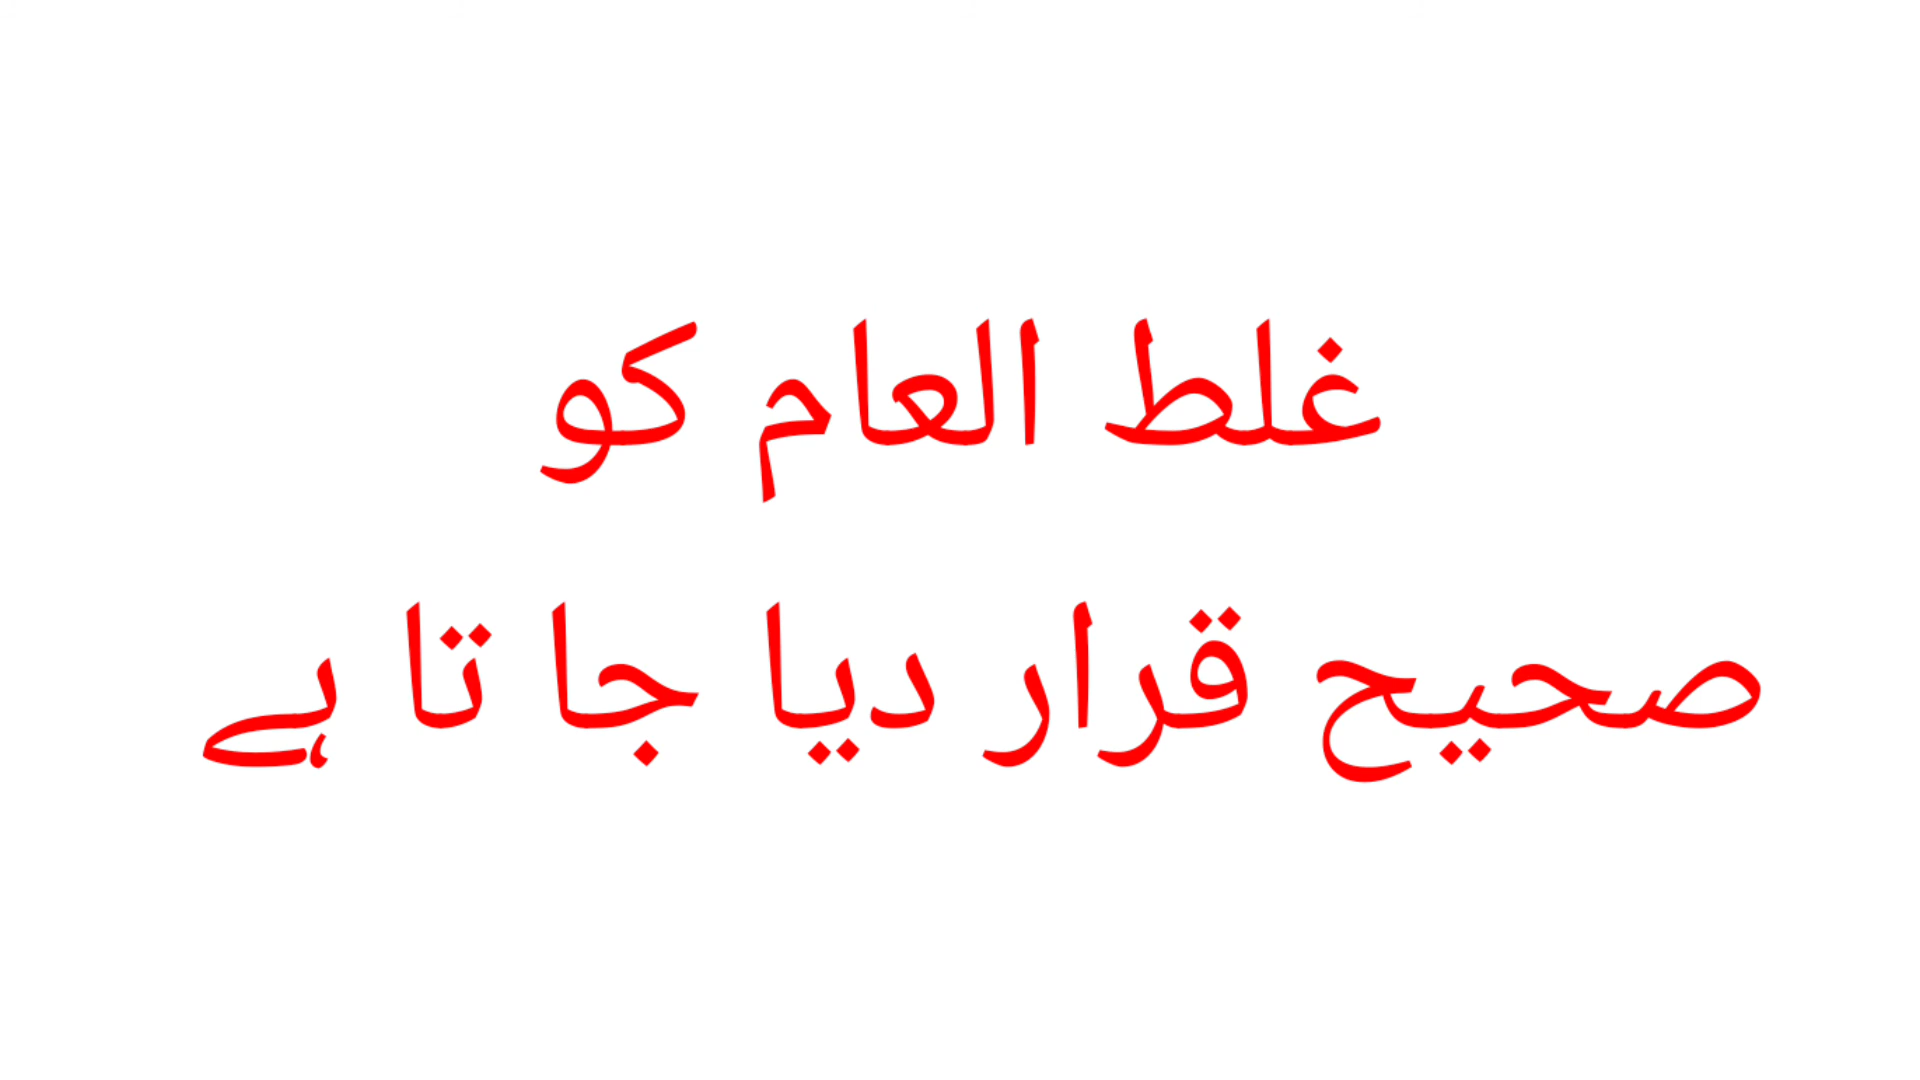 غلط العام کو
صحیح قرار دیا جا تا ہے